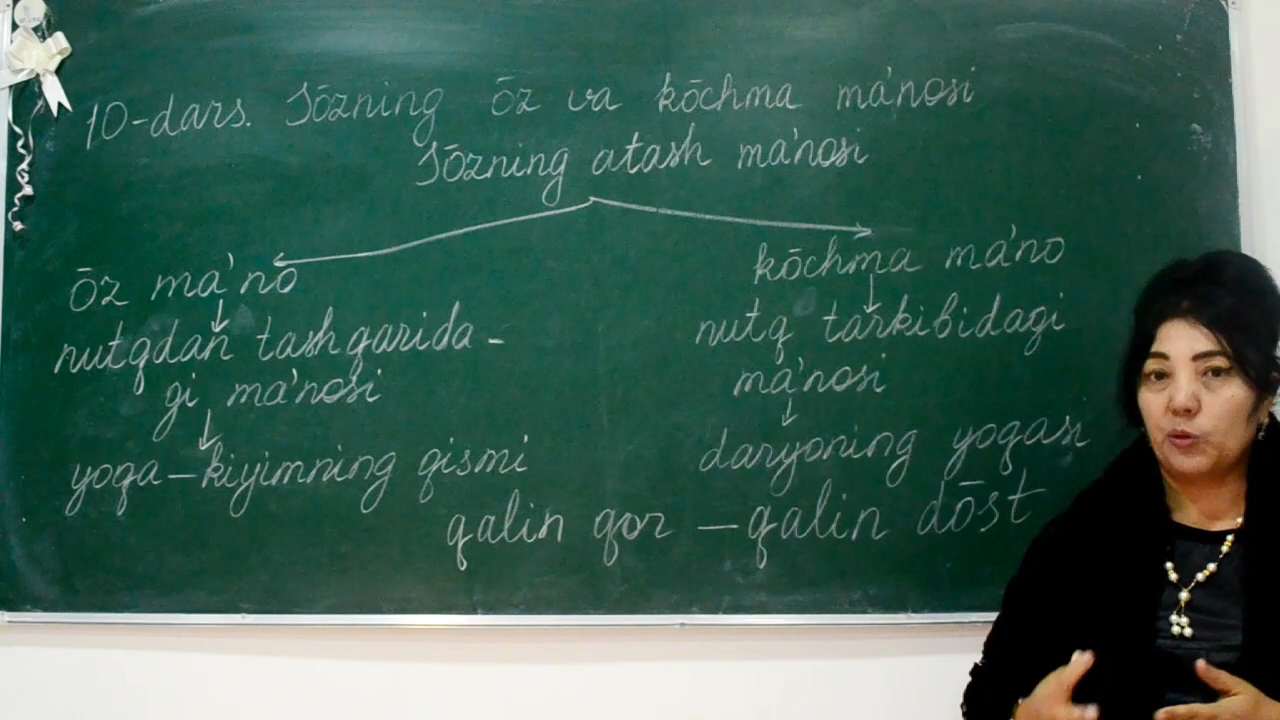 10-dars. Sōzning ōz va kōchma ma'nosi
Sōzning atash ma'nosi
ōz ma'no
nutqdan tashqarida-
gi ma'nosi
yoqa – kiyimning qismi
kōchma ma'no
nutq tarkibidagi
ma'nosi
daryoning yoqasi
qalin qor – qalin dōst